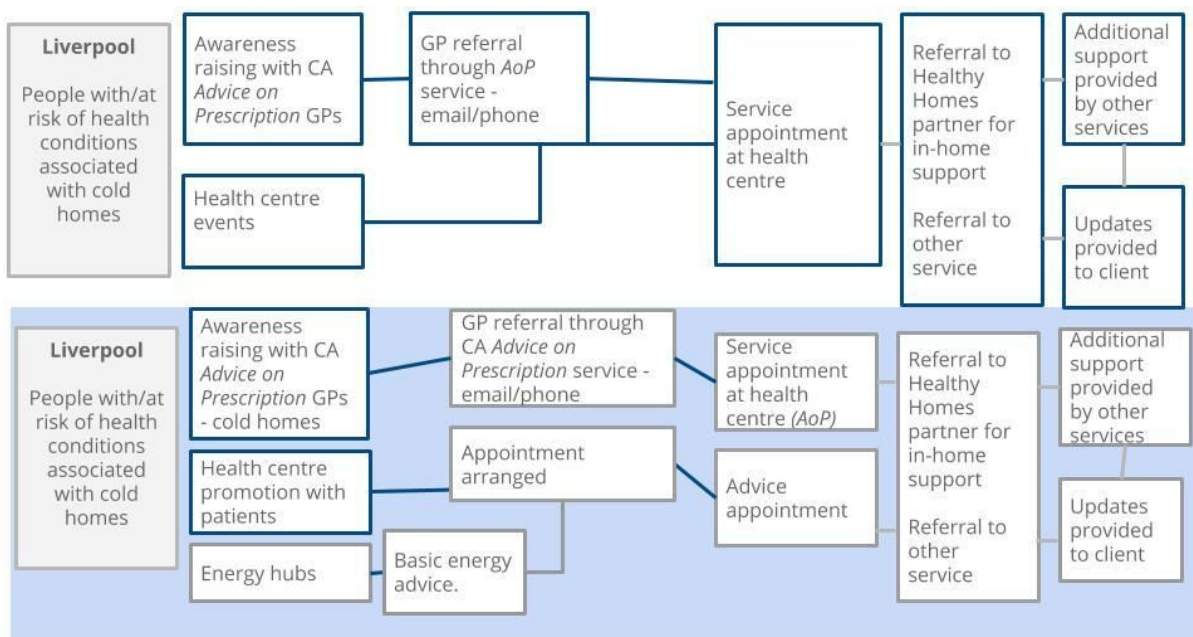 Liverpool
People with/at
risk of health
conditions
associated
with cold
homes
Awareness
raising with CA
Advice on
Prescription GPs
Health centre
events
GP referral
through AoP
service -
email/phone
Service
appointment
at health
centre
Referral to
Healthy
Homes
partner for
in-home
support
Referral to
other
service
Additional
support
provided
by other
services
Updates
provided
to client
Liverpool
People with/at
risk of health
conditions
associated
with cold
homes
Awareness
raising with CA
Advice on
Prescription GPs
- cold homes
Health centre
promotion with
patients
Energy hubs
Basic energy
advice.
GP referral through
CA Advice on
Prescription service -
email/phone
Appointment
arranged
Service
appointment
at health
centre (AoP)
Advice
appointment
Referral to
Healthy
Homes
partner for
in-home
support
Referral to
other
service
Additional
support
provided
by other
services
Updates
provided
to client